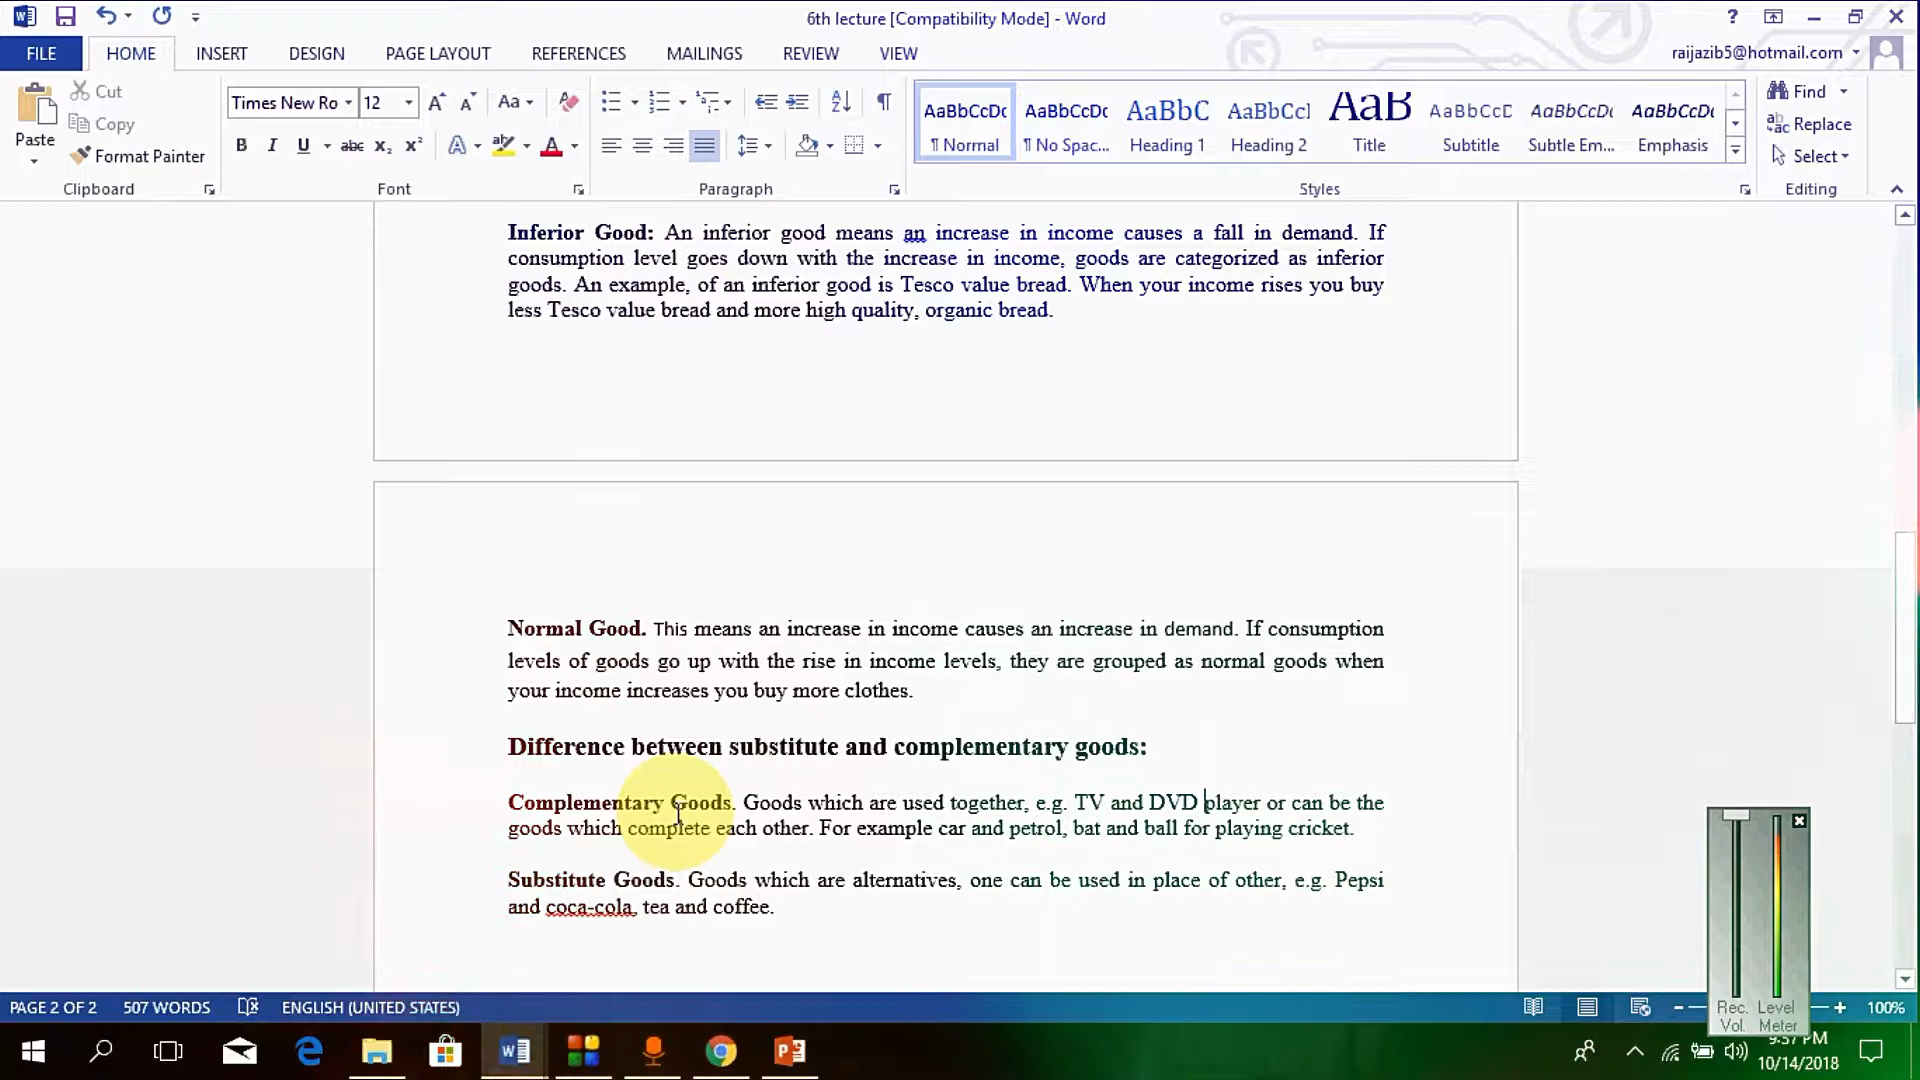 6th lecture [Compatibility Mode] - Word
?
FILE HOME INSERT DESIGN PAGE LAYOUT REFERENCES MAILINGS REVIEW VIEW
raijazib5@hotmail.com
Paste
Cut
Copy
Format Painter
Clipboard
Times New Ro 12
Aa
B I U abc x₂ x²
A
Font
Paragraph
AaBbCcDc AaBbCcDc AaBbC AaBbCcI AaB AaBbCcD AaBbCcDc AaBbCcDc
¶ Normal ¶ No Spac... Heading 1 Heading 2 Title Subtitle Subtle Em... Emphasis
Styles
Find
Replace
Select
Editing
Inferior Good: An inferior good means an increase in income causes a fall in demand. If
consumption level goes down with the increase in income, goods are categorized as inferior
goods. An example, of an inferior good is Tesco value bread. When your income rises you buy
less Tesco value bread and more high quality, organic bread.
Normal Good. This means an increase in income causes an increase in demand. If consumption
levels of goods go up with the rise in income levels, they are grouped as normal goods when
your income increases you buy more clothes.
Difference between substitute and complementary goods:
Complementary Goods. Goods which are used together, e.g. TV and DVD player or can be the
goods which complete each other. For example car and petrol, bat and ball for playing cricket.
Substitute Goods. Goods which are alternatives, one can be used in place of other, e.g. Pepsi
and coca-cola, tea and coffee.
Rec. Level
Vol. Meter
PAGE 2 OF 2 507 WORDS ENGLISH (UNITED STATES)
100%
9:37 PM
10/14/2018